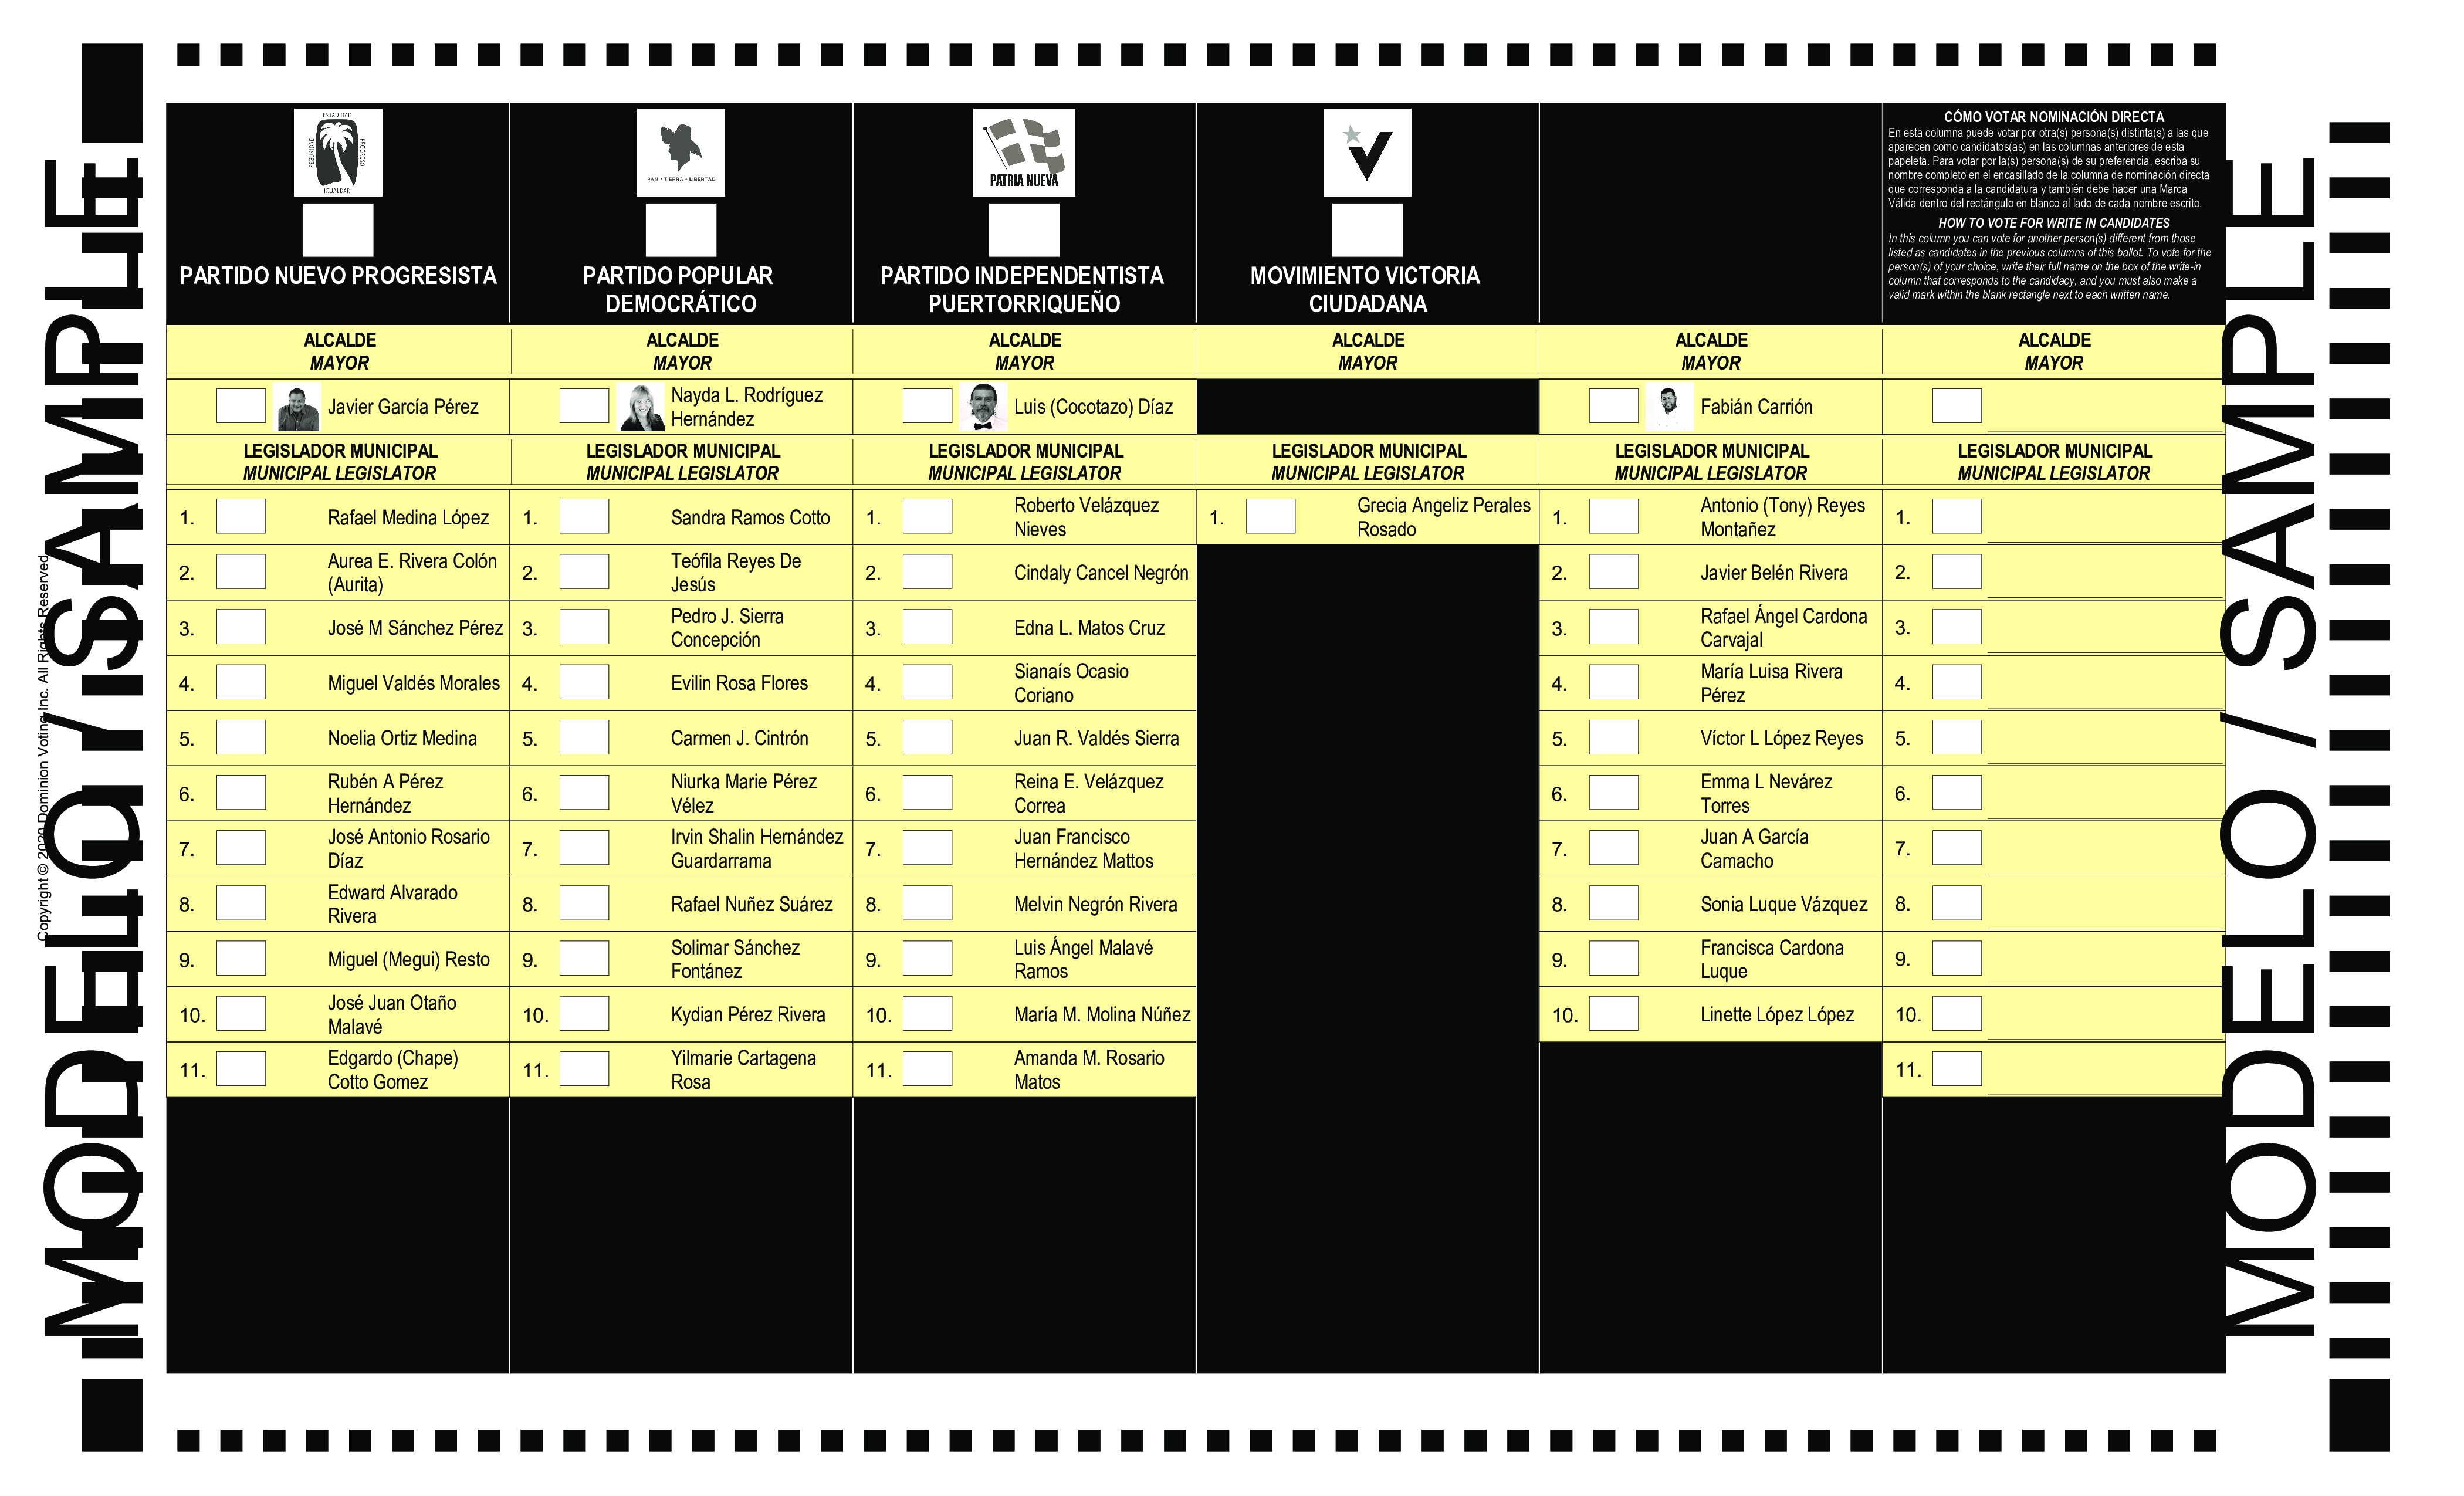 MODELO / SAMPLE
Copyright © 2020 Dominion Voting Inc. All Rights Reserved
ESTADIDAD
SEGURIDAD
PROGRESO
IGUALDAD
PARTIDO NUEVO PROGRESISTA
PAN • TIERRA • LIBERTAD
PARTIDO POPULAR
DEMOCRÁTICO
PATRIA NUEVA
PARTIDO INDEPENDENTISTA
PUERTORRIQUEÑO
MOVIMIENTO VICTORIA
CIUDADANA
CÓMO VOTAR NOMINACIÓN DIRECTA
En esta columna puede votar por otra(s) persona(s) distinta(s) a las que
aparecen como candidatos(as) en las columnas anteriores de esta
papeleta. Para votar por la(s) persona(s) de su preferencia, escriba su
nombre completo en el encasillado de la columna de nominación directa
que corresponda a la candidatura y también debe hacer una Marca
Válida dentro del rectángulo en blanco al lado de cada nombre escrito.
HOW TO VOTE FOR WRITE IN CANDIDATES
In this column you can vote for another person(s) different from those
listed as candidates in the previous columns of this ballot. To vote for the
person(s) of your choice, write their full name on the box of the write-in
column that corresponds to the candidacy, and you must also make a
valid mark within the blank rectangle next to each written name.
ALCALDE
MAYOR
Javier García Pérez
LEGISLADOR MUNICIPAL
MUNICIPAL LEGISLATOR
1. Rafael Medina López
2. Aurea E. Rivera Colón
(Aurita)
3. José M Sánchez Pérez
4. Miguel Valdés Morales
5. Noelia Ortiz Medina
6. Rubén A Pérez
Hernández
7. José Antonio Rosario
Díaz
8. Edward Alvarado
Rivera
9. Miguel (Megui) Resto
10. José Juan Otaño
Malavé
11. Edgardo (Chape)
Cotto Gomez
ALCALDE
MAYOR
Nayda L. Rodríguez
Hernández
LEGISLADOR MUNICIPAL
MUNICIPAL LEGISLATOR
1. Sandra Ramos Cotto
2. Teófila Reyes De
Jesús
3. Pedro J. Sierra
Concepción
4. Evilin Rosa Flores
5. Carmen J. Cintrón
6. Niurka Marie Pérez
Vélez
7. Irvin Shalin Hernández
Guardarrama
8. Rafael Nuñez Suárez
9. Solimar Sánchez
Fontánez
10. Kydian Pérez Rivera
11. Yilmarie Cartagena
Rosa
ALCALDE
MAYOR
Luis (Cocotazo) Díaz
LEGISLADOR MUNICIPAL
MUNICIPAL LEGISLATOR
1. Roberto Velázquez
Nieves
2. Cindaly Cancel Negrón
3. Edna L. Matos Cruz
4. Sianaís Ocasio
Coriano
5. Juan R. Valdés Sierra
6. Reina E. Velázquez
Correa
7. Juan Francisco
Hernández Mattos
8. Melvin Negrón Rivera
9. Luis Ángel Malavé
Ramos
10. María M. Molina Núñez
11. Amanda M. Rosario
Matos
ALCALDE
MAYOR
LEGISLADOR MUNICIPAL
MUNICIPAL LEGISLATOR
1. Grecia Angeliz Perales
Rosado
ALCALDE
MAYOR
Fabián Carrión
LEGISLADOR MUNICIPAL
MUNICIPAL LEGISLATOR
1. Antonio (Tony) Reyes
Montañez
2. Javier Belén Rivera
3. Rafael Ángel Cardona
Carvajal
4. María Luisa Rivera
Pérez
5. Víctor L López Reyes
6. Emma L Nevárez
Torres
7. Juan A García
Camacho
8. Sonia Luque Vázquez
9. Francisca Cardona
Luque
10. Linette López López
ALCALDE
MAYOR
LEGISLADOR MUNICIPAL
MUNICIPAL LEGISLATOR
1.
2.
3.
4.
5.
6.
7.
8.
9.
10.
11.
MODELO / SAMPLE